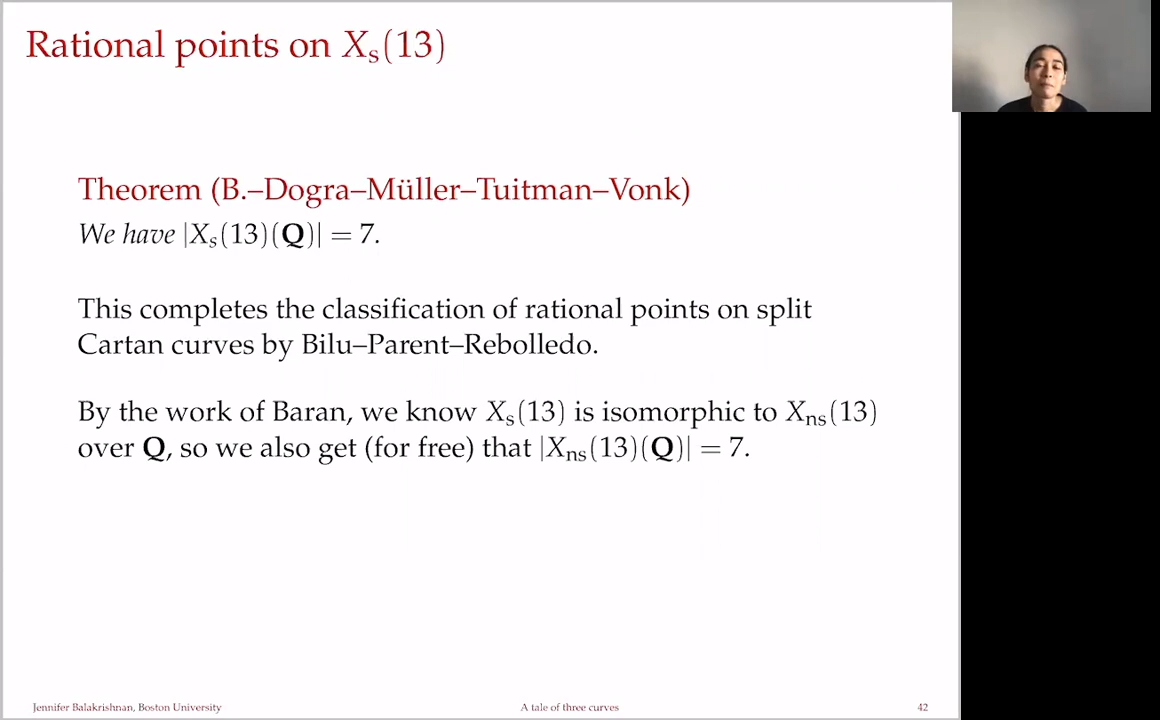 Rational points on Xₛ(13)
Theorem (B.–Dogra–Müller–Tuitman–Vonk)
We have |Xₛ(13)(Q)| = 7.
This completes the classification of rational points on split
Cartan curves by Bilu–Parent–Rebolledo.
By the work of Baran, we know Xₛ(13) is isomorphic to Xₙₛ(13)
over Q, so we also get (for free) that |Xₙₛ(13)(Q)| = 7.
Jennifer Balakrishnan, Boston University
A tale of three curves
42